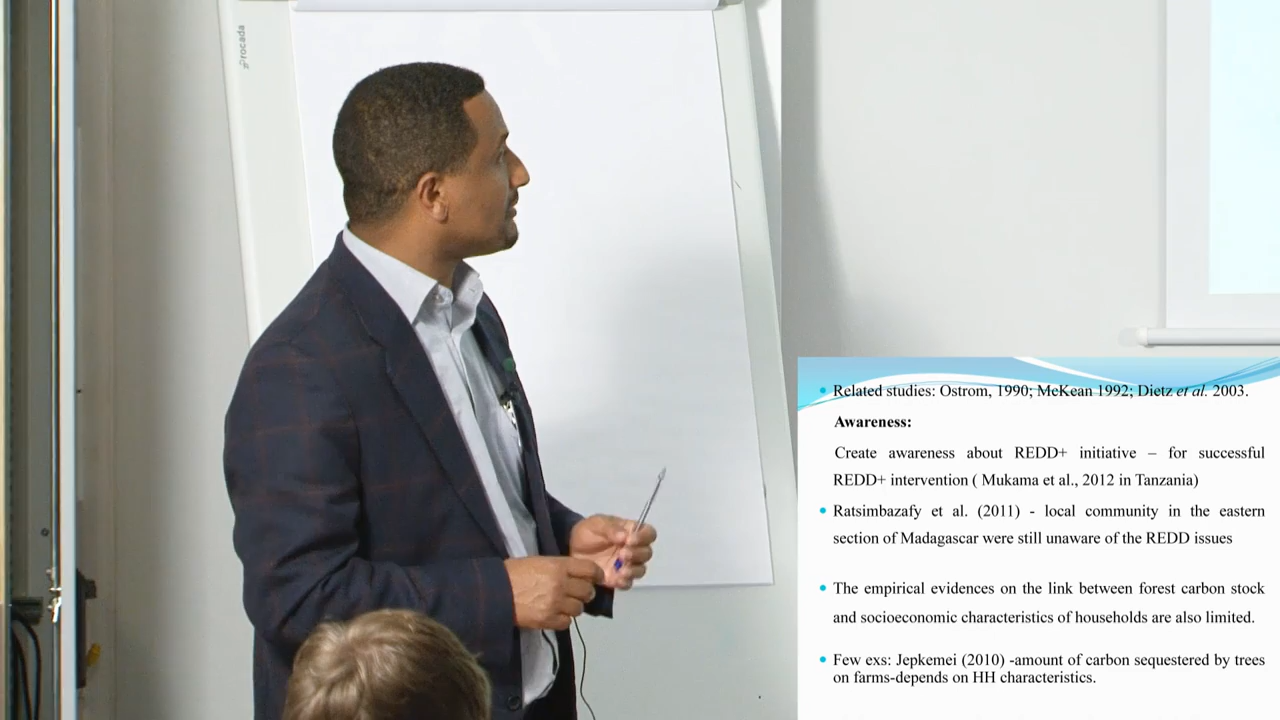 rocada
Related studies: Ostrom, 1990; McKean 1992; Dietz et al. 2003.
Awareness:
Create awareness about REDD+ initiative – for successful
REDD+ intervention ( Mukama et al., 2012 in Tanzania)
Ratsimbazafy et al. (2011) - local community in the eastern
section of Madagascar were still unaware of the REDD issues
The empirical evidences on the link between forest carbon stock
and socioeconomic characteristics of households are also limited.
Few exs: Jepkemei (2010) -amount of carbon sequestered by trees
on farms-depends on HH characteristics.